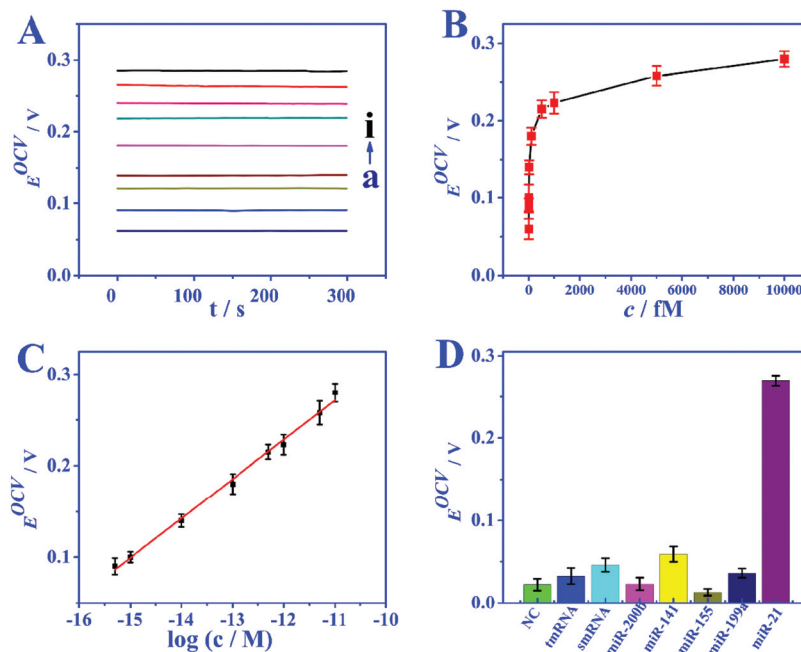 A
E^OCV / V
0.3
0.2
0.1
0.0
i
a
0
100
200
300
t / s
B
E^OCV / V
0.3
0.2
0.1
0.0
0
2000
4000
6000
8000
10000
c / fM
C
E^OCV / V
0.3
0.2
0.1
-16
-15
-14
-13
-12
-11
-10
log (c / M)
D
E^OCV / V
0.3
0.2
0.1
0.0
NC
tmRNA
smRNA
miR-200b
miR-141
miR-155
miR-199a
miR-21